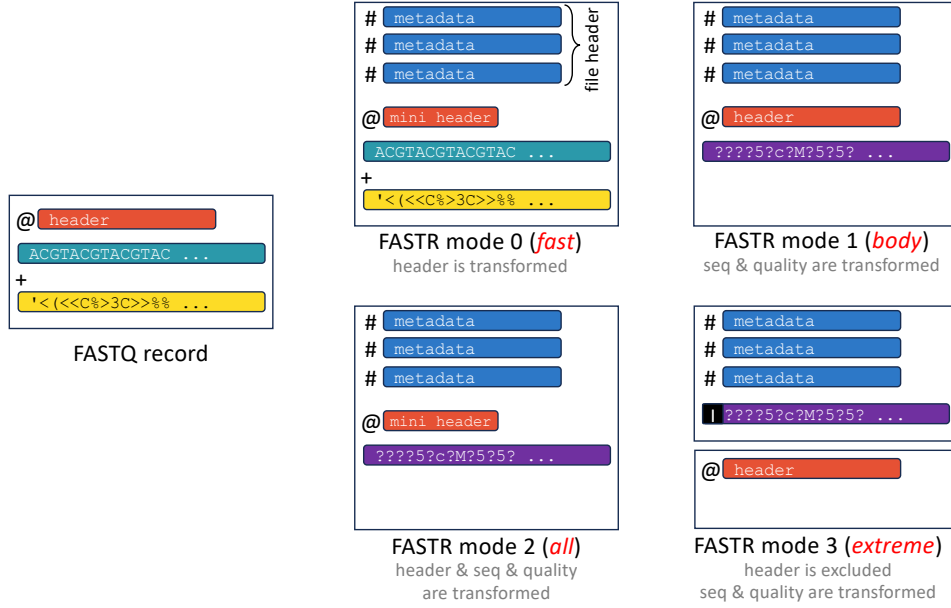 @ header
ACGTACGTACGTAC ...
+
'<(<<C%>3C>>%% ...
FASTQ record
# metadata
# metadata
# metadata
file header
@ mini header
ACGTACGTACGTAC ...
+
'<(<<C%>3C>>%% ...
FASTR mode 0 (fast)
header is transformed
# metadata
# metadata
# metadata
@ header
????5?c?M?5?5? ...
FASTR mode 1 (body)
seq & quality are transformed
# metadata
# metadata
# metadata
@ mini header
????5?c?M?5?5? ...
FASTR mode 2 (all)
header & seq & quality
are transformed
# metadata
# metadata
# metadata
| ????5?c?M?5?5? ...
@ header
FASTR mode 3 (extreme)
header is excluded
seq & quality are transformed